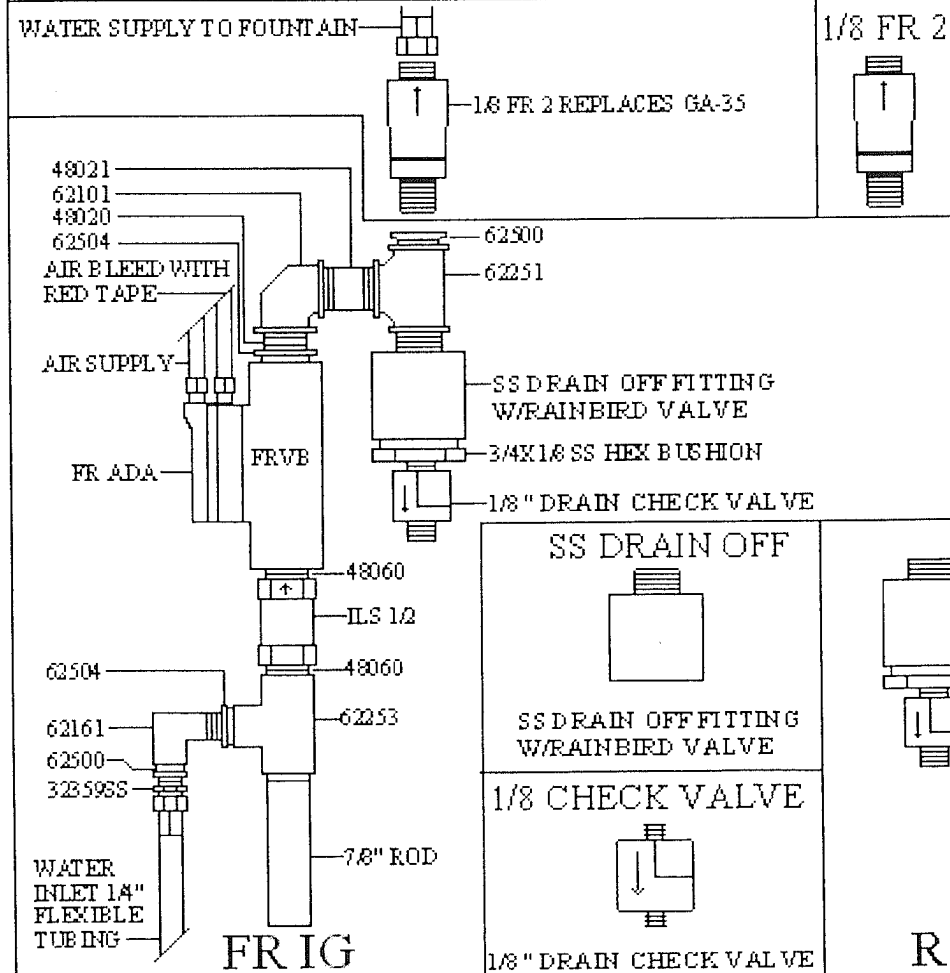 WATER SUPPLY TO FOUNTAIN
1/8 FR 2 REPLACES GA-35
1/8 FR 2
48021
62101
48020
62504
AIR BLEED WITH
RED TAPE
AIR SUPPLY
FR ADA
FRVB
62500
62251
SS DRAIN OFF FITTING
W/RAINBIRD VALVE
3/4X1/8 SS HEX BUSHION
1/8" DRAIN CHECK VALVE
48060
ILS 1/2
48060
62504
62161
62500
32359SS
62253
7/8" ROD
WATER
INLET 1/4"
FLEXIBLE
TUBING
FR IG
SS DRAIN OFF
SS DRAIN OFF FITTING
W/RAINBIRD VALVE
1/8 CHECK VALVE
1/8" DRAIN CHECK VALVE
R